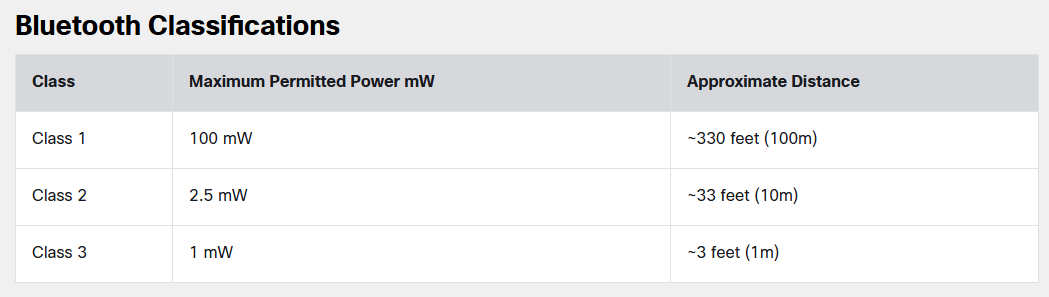 Bluetooth Classifications
Class Maximum Permitted Power mW Approximate Distance
Class 1 100 mW ~330 feet (100m)
Class 2 2.5 mW ~33 feet (10m)
Class 3 1 mW ~3 feet (1m)